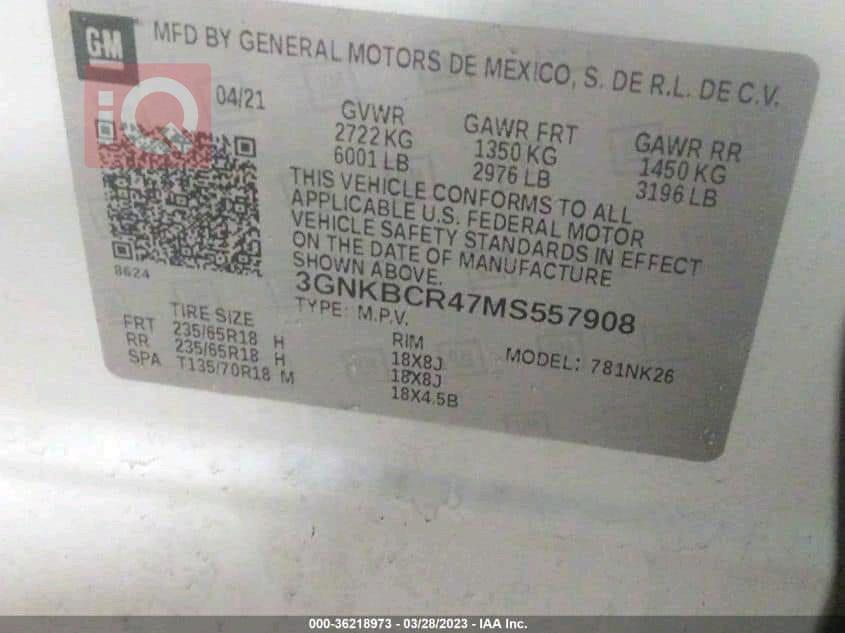 GM
MFD BY GENERAL MOTORS DE MEXICO, S. DE R.L. DE C.V.
iQ
04/21
GVWR GAWR FRT GAWR RR
2722 KG 1350 KG 1450 KG
6001 LB 2976 LB 3196 LB
THIS VEHICLE CONFORMS TO ALL
APPLICABLE U.S. FEDERAL MOTOR
VEHICLE SAFETY STANDARDS IN EFFECT
ON THE DATE OF MANUFACTURE
SHOWN ABOVE.
8624
3GNKBCR47MS557908
TYPE: M.P.V.
MODEL: 781NK26
TIRE SIZE RIM
FRT 235/65R18 H 18X8J
RR 235/65R18 H 18X8J
SPA T135/70R18 M 18X4.5B
000-36218973 - 03/28/2023 - IAA Inc.